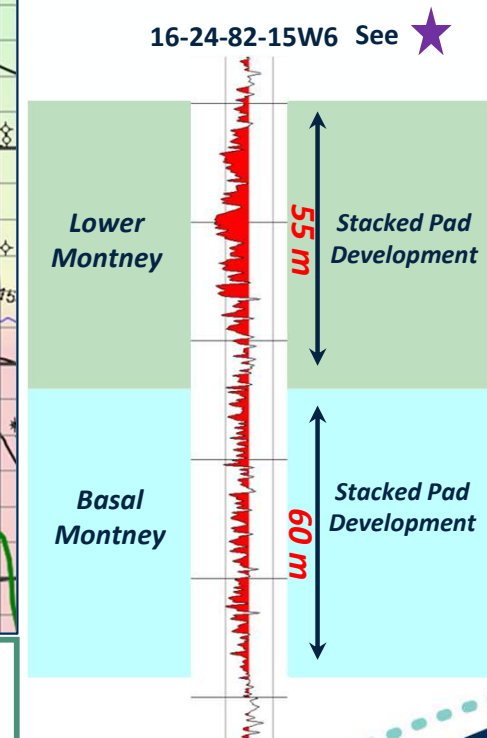 16-24-82-15W6 See
Lower
Montney
55 m
Stacked Pad
Development
Basal
Montney
60 m
Stacked Pad
Development